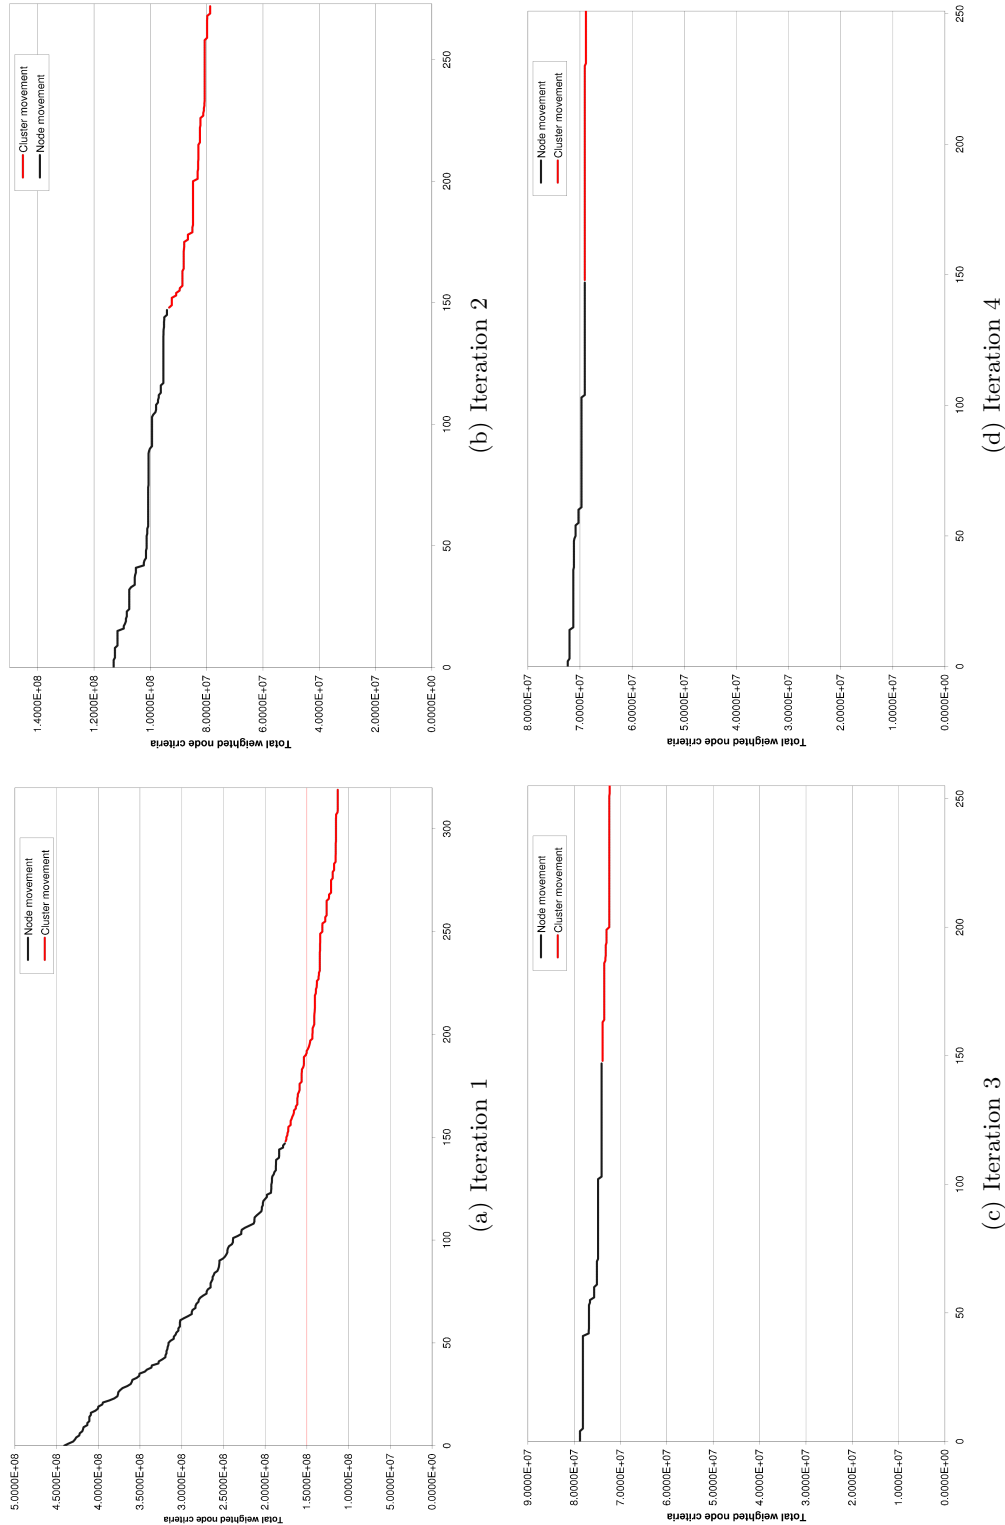 5.0000E+08
4.5000E+08
4.0000E+08
3.5000E+08
3.0000E+08
2.5000E+08
2.0000E+08
1.5000E+08
1.0000E+08
5.0000E+07
0.0000E+00
Total weighted node criteria
0
50
100
150
200
250
300
Node movement
Cluster movement
(a) Iteration 1
1.4000E+08
1.2000E+08
1.0000E+08
8.0000E+07
6.0000E+07
4.0000E+07
2.0000E+07
0.0000E+00
Total weighted node criteria
0
50
100
150
200
250
Cluster movement
Node movement
(b) Iteration 2
9.0000E+07
8.0000E+07
7.0000E+07
6.0000E+07
5.0000E+07
4.0000E+07
3.0000E+07
2.0000E+07
1.0000E+07
0.0000E+00
Total weighted node criteria
0
50
100
150
200
250
Node movement
Cluster movement
(c) Iteration 3
8.0000E+07
7.0000E+07
6.0000E+07
5.0000E+07
4.0000E+07
3.0000E+07
2.0000E+07
1.0000E+07
0.0000E+00
Total weighted node criteria
0
50
100
150
200
250
Node movement
Cluster movement
(d) Iteration 4